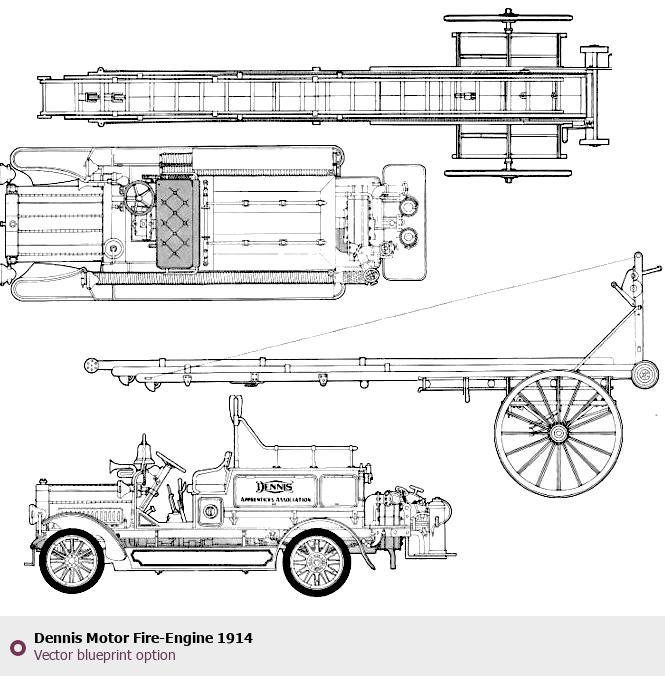 DENNIS
APPRENTICES ASSOCIATION
Dennis Motor Fire-Engine 1914
Vector blueprint option